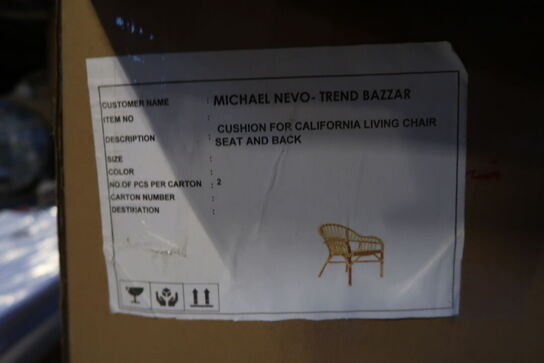 CUSTOMER NAME : MICHAEL NEVO- TREND BAZZAR
ITEM NO :
DESCRIPTION : CUSHION FOR CALIFORNIA LIVING CHAIR
SEAT AND BACK
SIZE :
COLOR :
NO.OF PCS PER CARTON : 2
CARTON NUMBER :
DESTINATION :